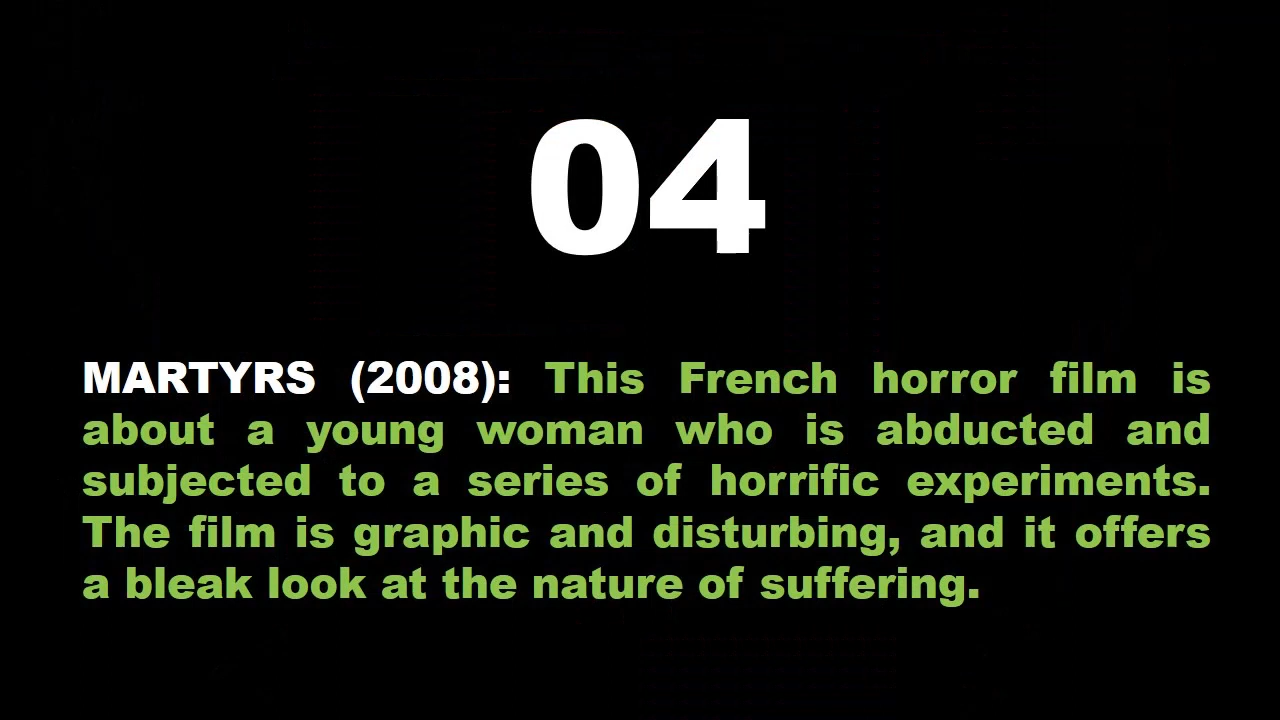 04
MARTYRS (2008): This French horror film is
about a young woman who is abducted and
subjected to a series of horrific experiments.
The film is graphic and disturbing, and it offers
a bleak look at the nature of suffering.